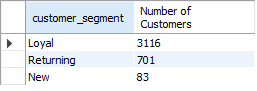 customer_segment Number of
Customers
Loyal 3116
Returning 701
New 83